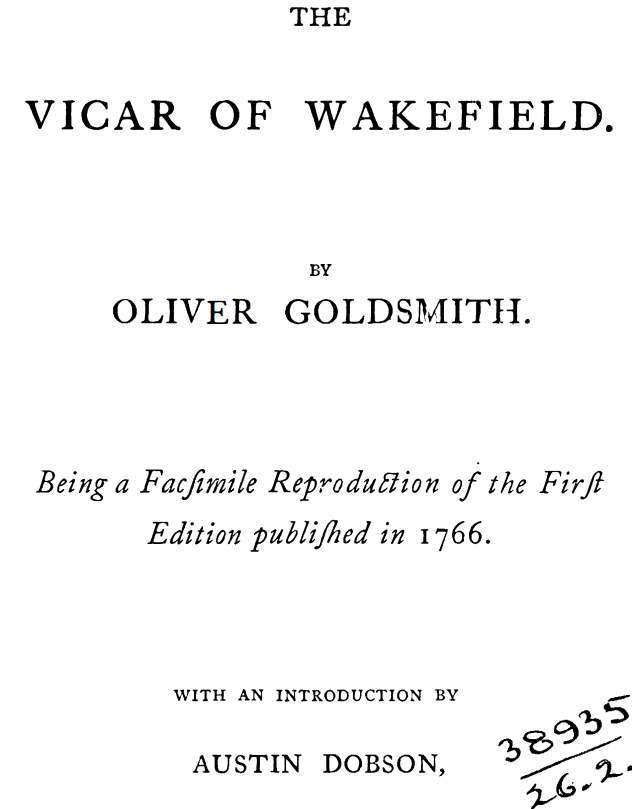 THE
VICAR OF WAKEFIELD.
BY
OLIVER GOLDSMITH.
Being a Facſimile Reproduction of the Firſt
Edition publiſhed in 1766.
WITH AN INTRODUCTION BY
AUSTIN DOBSON,
38935
26.2.